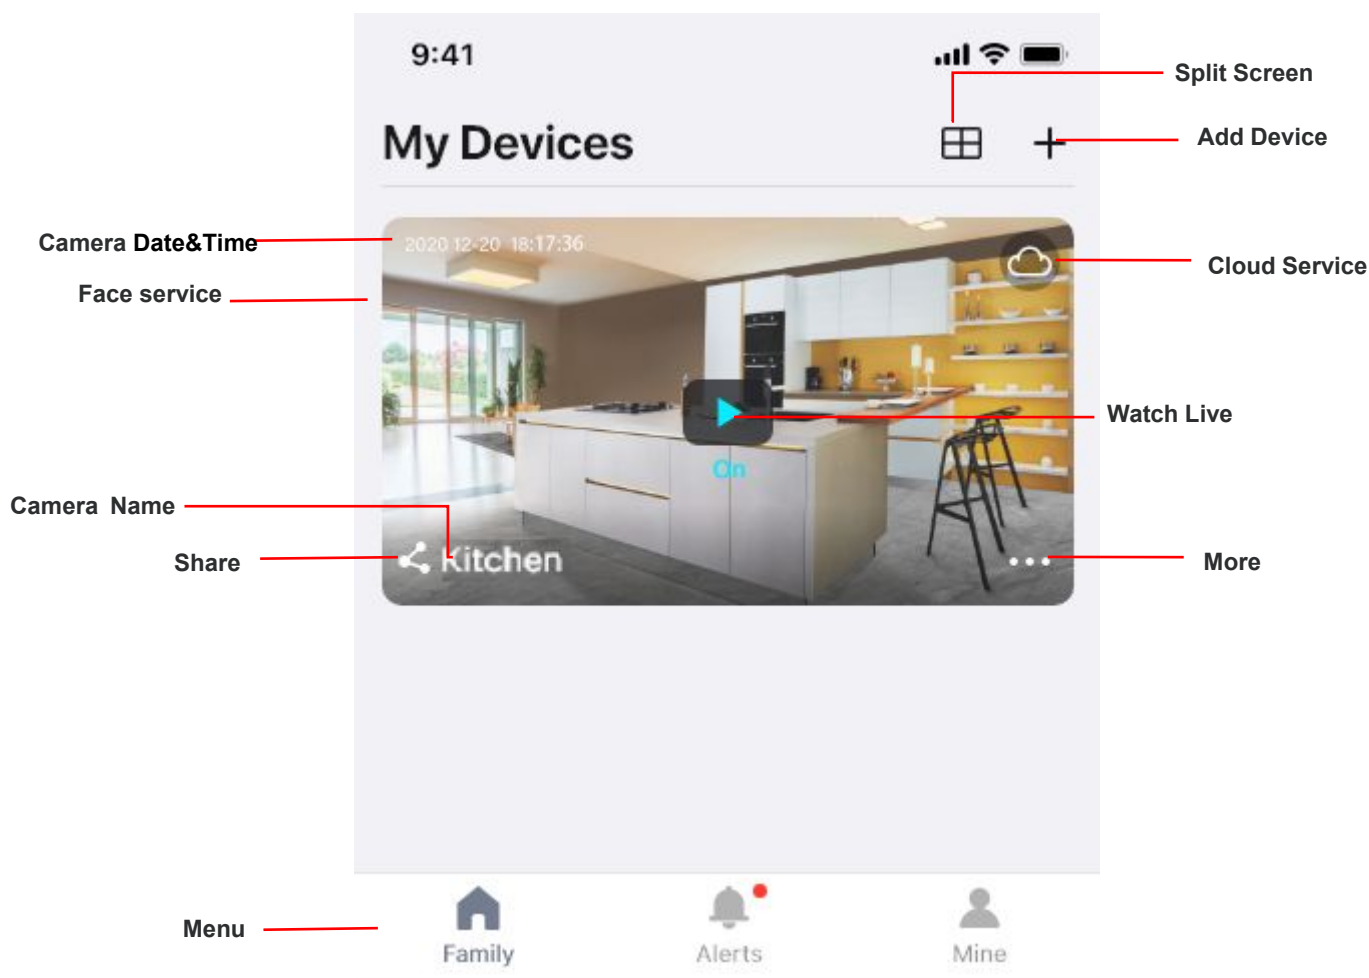 9:41
Split Screen
My Devices
Add Device
Camera Date&Time
2020 12-20 18:17:36
Cloud Service
Face service
Watch Live
On
Camera Name
Share
Kitchen
More
Menu
Family
Alerts
Mine